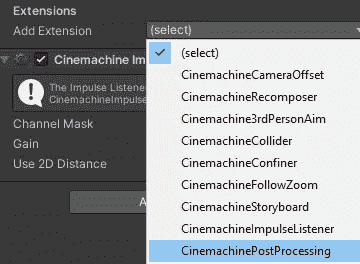 Extensions
Add Extension
(select)
(select)
CinemachineCameraOffset
Cinemachine Im
CinemachineRecomposer
The Impulse Listene
Cinemachine3rdPersonAim
CinemachineImpulse
CinemachineCollider
Channel Mask
CinemachineConfiner
Gain
CinemachineFollowZoom
Use 2D Distance
CinemachineStoryboard
CinemachineImpulseListener
A
CinemachinePostProcessing